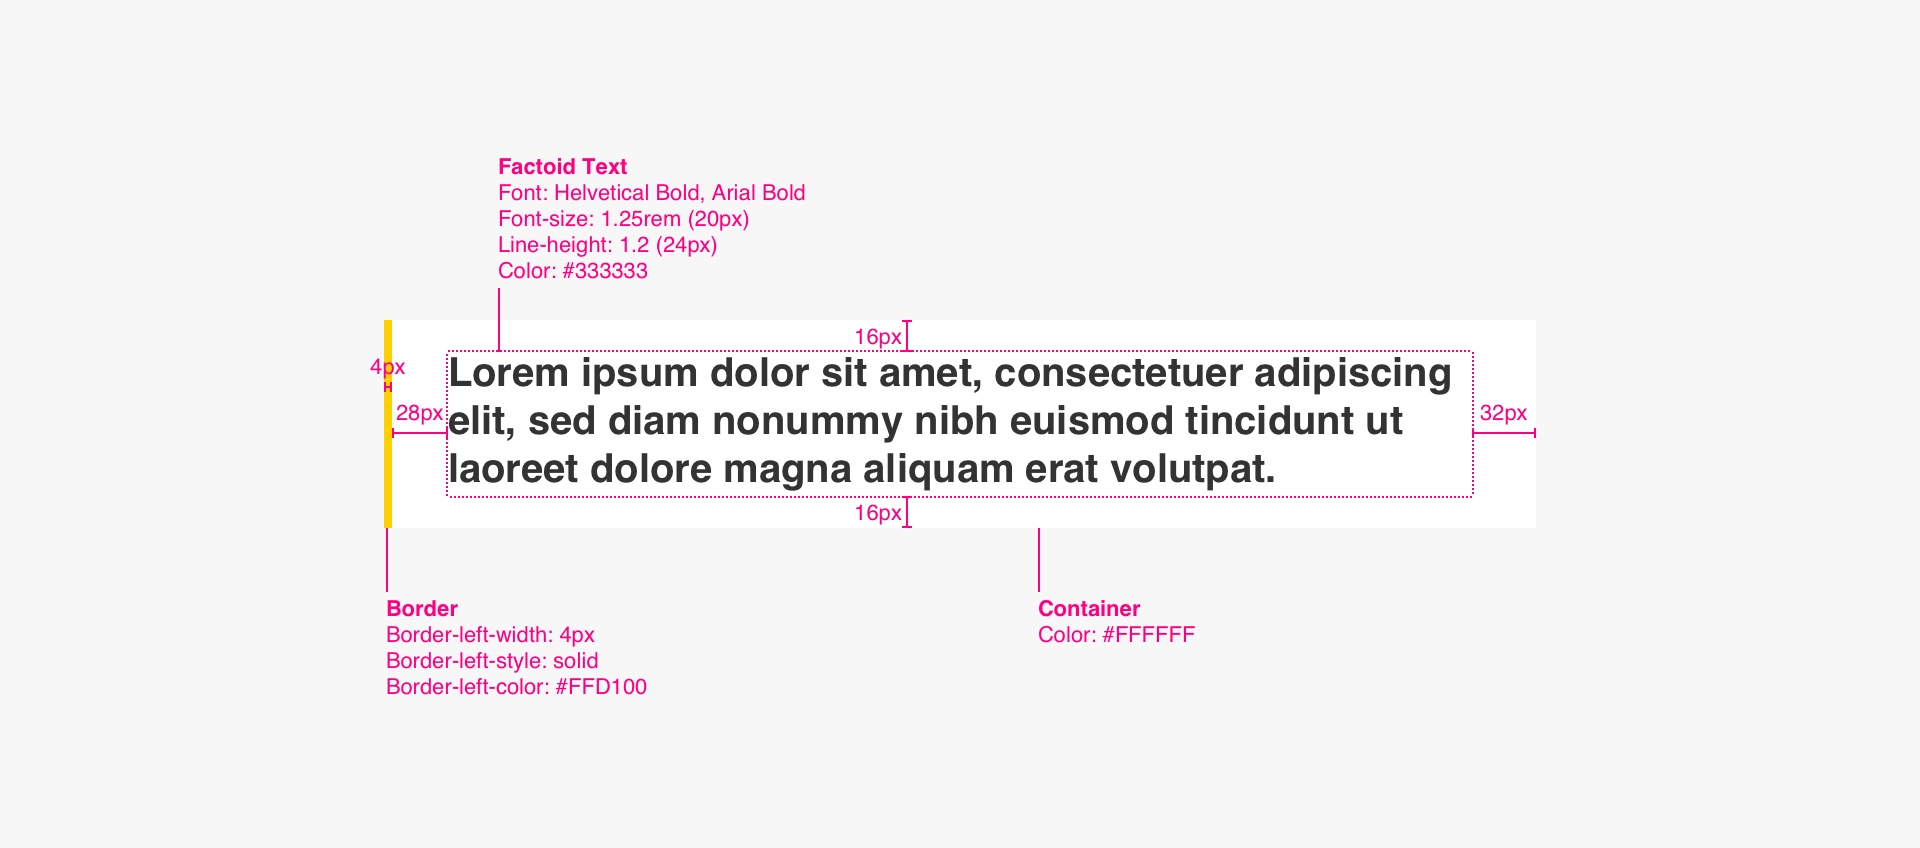 Factoid Text
Font: Helvetical Bold, Arial Bold
Font-size: 1.25rem (20px)
Line-height: 1.2 (24px)
Color: #333333
16px
4px
28px
Lorem ipsum dolor sit amet, consectetuer adipiscing
elit, sed diam nonummy nibh euismod tincidunt ut
laoreet dolore magna aliquam erat volutpat.
32px
16px
Border
Border-left-width: 4px
Border-left-style: solid
Border-left-color: #FFD100
Container
Color: #FFFFFF